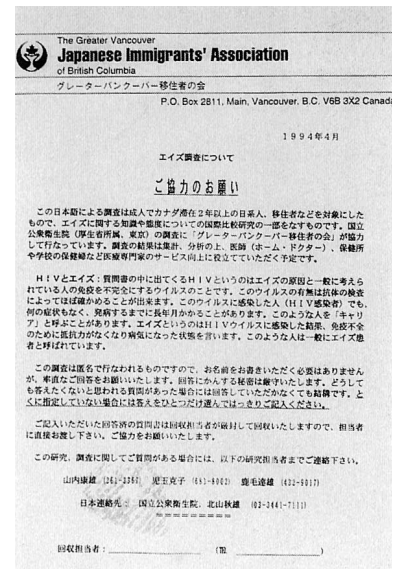 The Greater Vancouver
Japanese Immigrants' Association
of British Columbia
グレーターバンクーバー移住者の会
P.O. Box 2811, Main, Vancouver, B.C. V6B 3X2 Canada
1994年4月
エイズ調査について
ご協力のお願い
この日本語による調査は成人でカナダ滞在2年以上の日系人、移住者などを対象にした
もので、エイズに関する知識や態度についての国際比較研究の一部をなすものです。国立
公衆衛生院（厚生省所属、東京）の調査に「グレーターバンクーバー移住者の会」が協力
して行なっています。調査の結果は集計、分析の上、医師（ホーム・ドクター）、保健所
や学校の保健婦など医療専門家のサービス向上に役立てていただく予定です。
HIVとエイズ：質問書の中に出てくるHIVというのはエイズの原因と一般に考えら
れている人の免疫を不完全にするウイルスのことです。このウイルスの有無は抗体の検査
によってほぼ確かめることが出来ます。このウイルスに感染した人（HIV感染者）でも、
何の症状もなく、発病するまでに長年月かかることがあります。このような人を「キャリ
ア」と呼ぶことがあります。エイズというのはHIVウイルスに感染した結果、免疫不全
のために抵抗力がなくなり病気になった状態を言います。このような人は一般にエイズ患
者と呼ばれています。
この調査は匿名で行なわれるものですので、お名前をお書きいただく必要はありません
が、率直なご回答をお願いいたします。回答にかんする秘密は厳守いたします。どうして
も答えたくないと思われる質問があった場合には回答していただかなくても結構です。と
くに指定していない場合には答えをひとつだけ選んではっきりご記入ください。
ご記入いただいた回答済の質問書は回収担当者が厳封して回収いたしますので、担当者
に直接お渡し下さい。ご協力をお願いいたします。
この研究、調査に関してご質問がある場合には、以下の研究担当者までご連絡下さい。
山内康雄 児玉克子 (681-8002) 鹿毛達雄 (432-9017)
日本連絡先： 国立公衆衛生院、北山秋雄 (03-3441-7111)
回収担当者： (TEL )